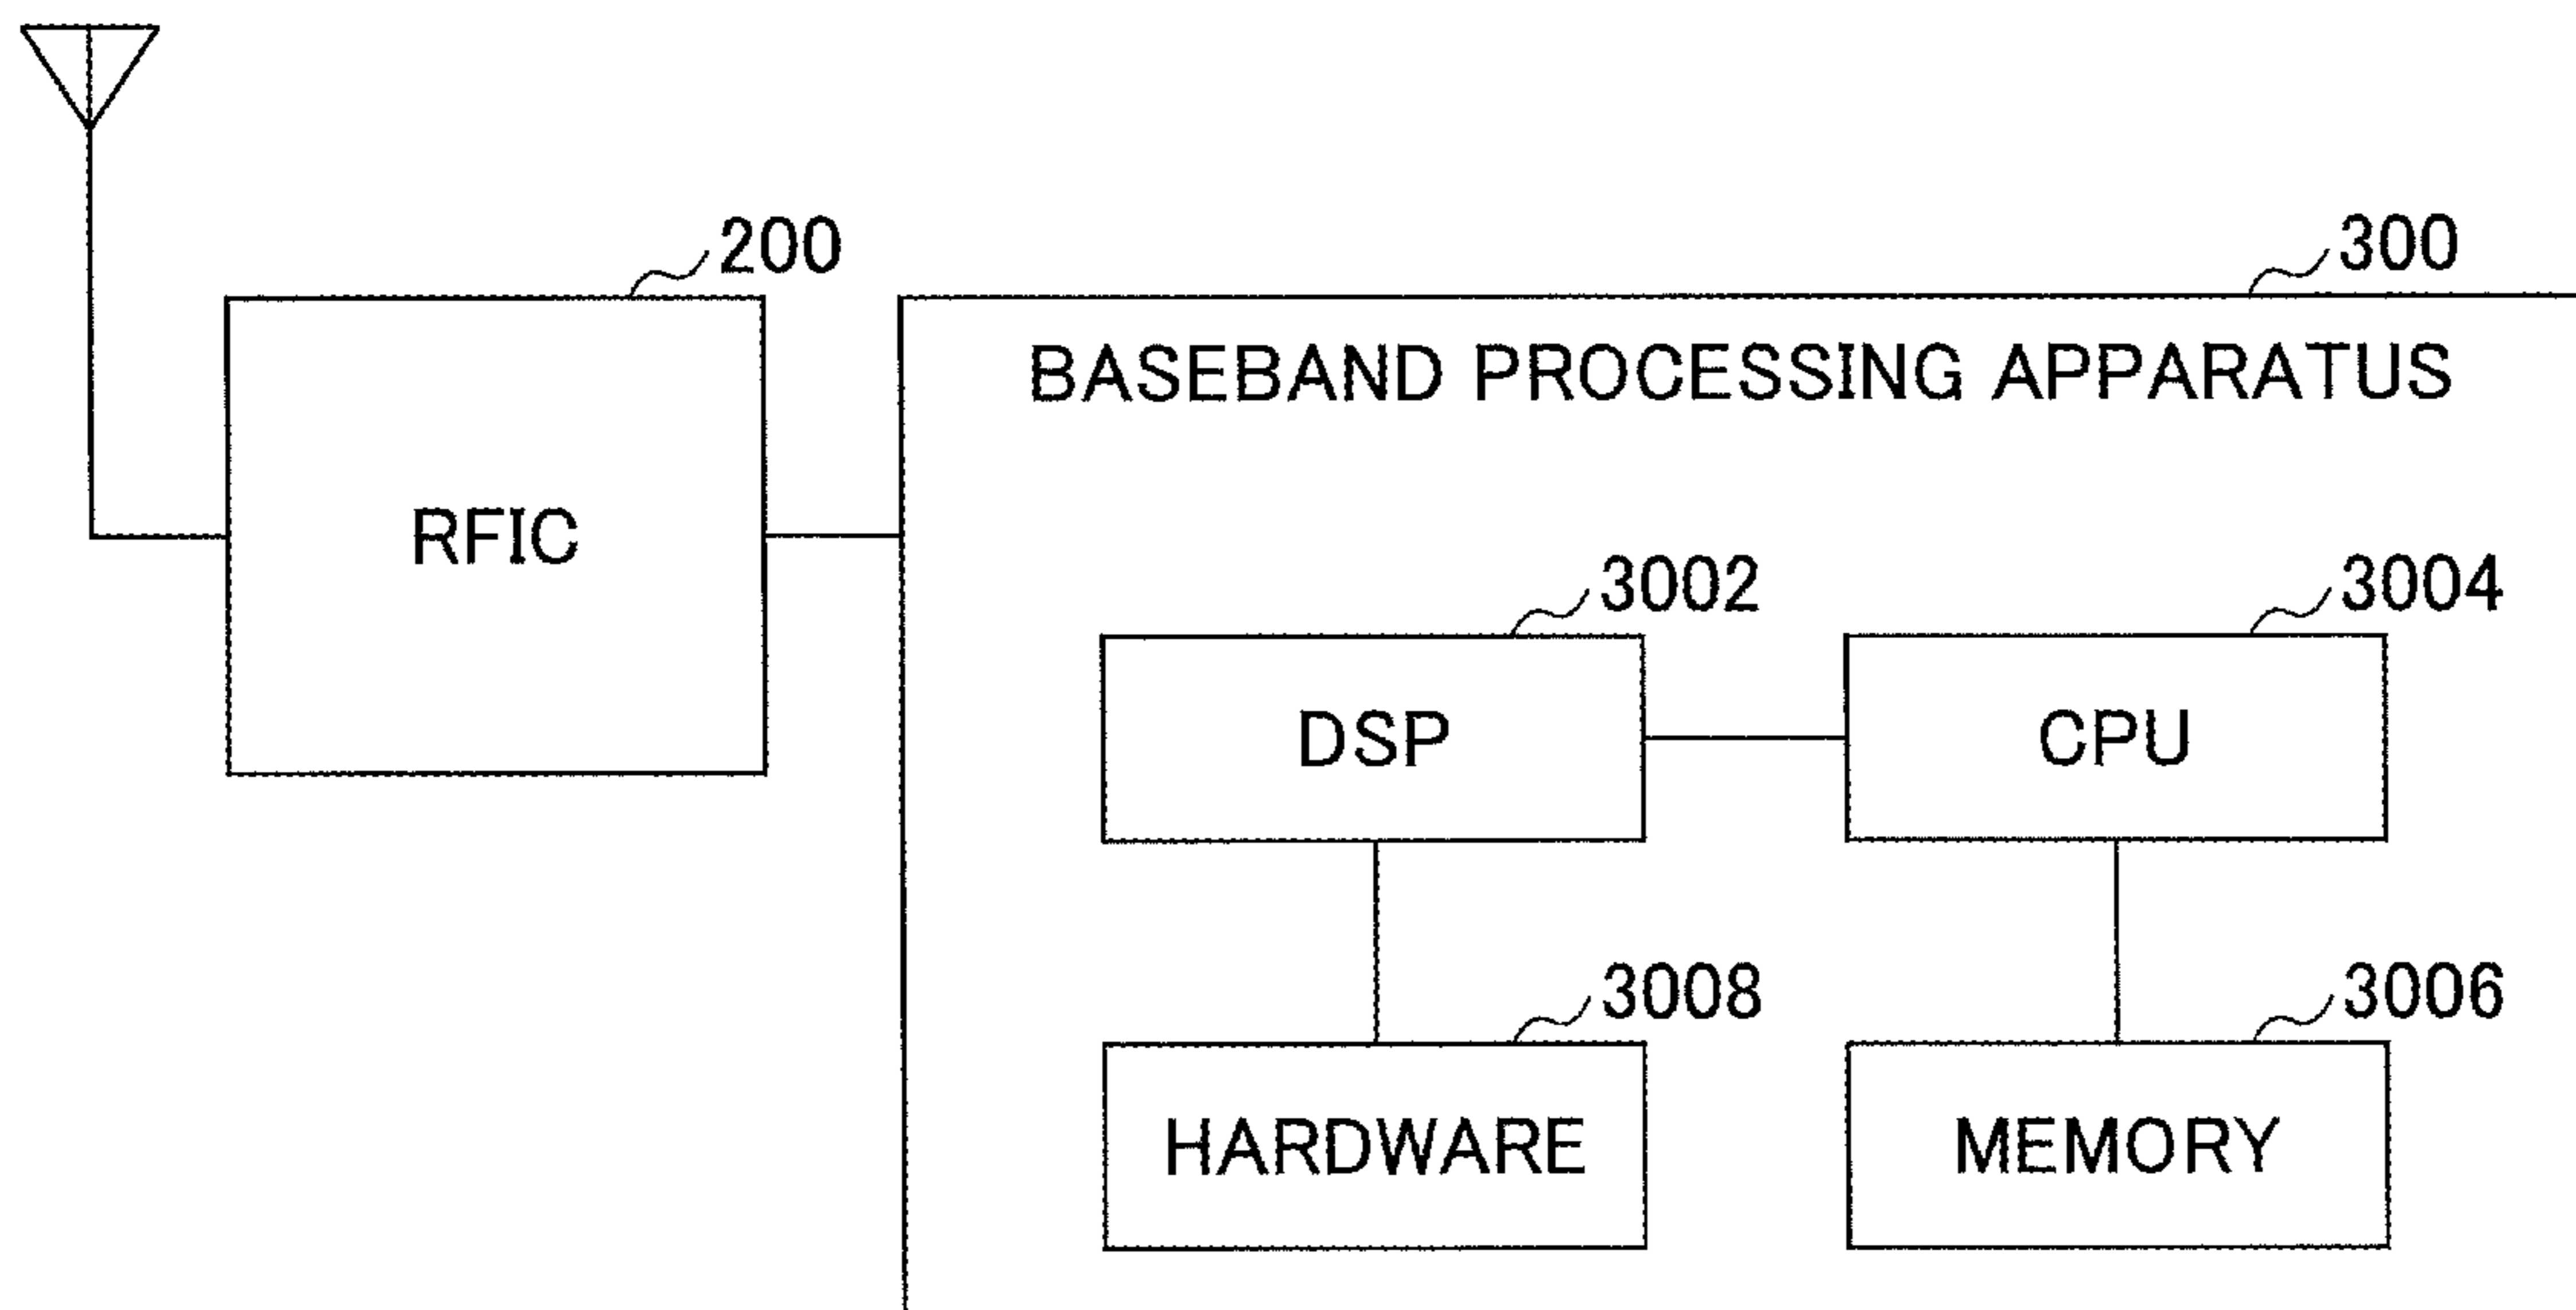 200
300
BASEBAND PROCESSING APPARATUS
RFIC
3002
3004
DSP
CPU
3008
3006
HARDWARE
MEMORY